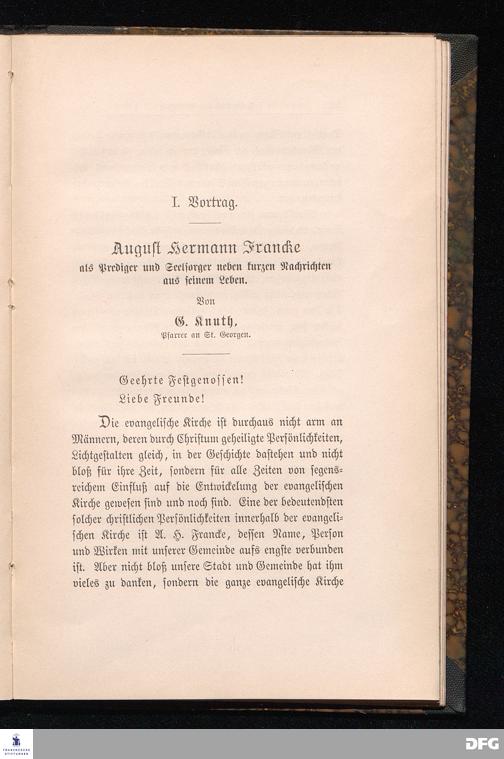 I. Vortrag.
August Hermann Francke
als Prediger und Seelsorger neben kurzen Nachrichten
aus seinem Leben.
Von
G. Knuth,
Pfarrer an St. Georgen.
Geehrte Festgenossen!
Liebe Freunde!
Die evangelische Kirche ist durchaus nicht arm an
Männern, deren durch Christum geheiligte Persönlichkeiten,
Lichtgestalten gleich, in der Geschichte dastehen und nicht
bloß für ihre Zeit, sondern für alle Zeiten von segens-
reichem Einfluß auf die Entwickelung der evangelischen
Kirche gewesen sind und noch sind. Eine der bedeutendsten
solcher christlichen Persönlichkeiten innerhalb der evangeli-
schen Kirche ist A. H. Francke, dessen Name, Person
und Wirken mit unserer Gemeinde aufs engste verbunden
ist. Aber nicht bloß unsere Stadt und Gemeinde hat ihm
vieles zu danken, sondern die ganze evangelische Kirche
FRANCKESCHE
STIFTUNGEN
DFG